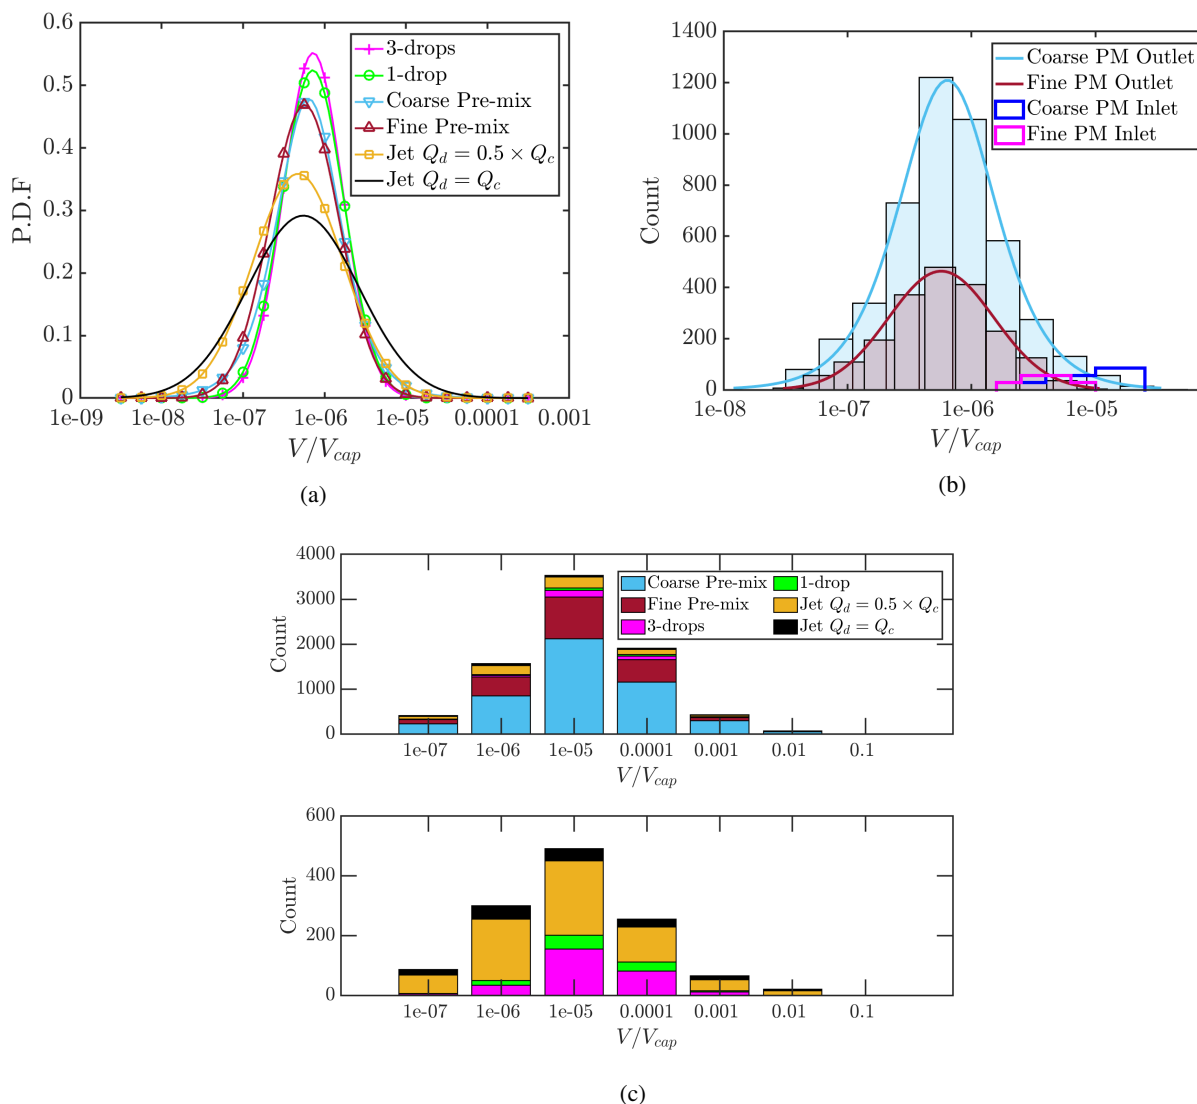 0.6
0.5
0.4
0.3
0.2
0.1
0
P.D.F
1e-09 1e-08 1e-07 1e-06 1e-05 0.0001 0.001
V/V_cap
3-drops
1-drop
Coarse Pre-mix
Fine Pre-mix
Jet Q_d = 0.5 × Q_c
Jet Q_d = Q_c
(a)
1400
1200
1000
800
600
400
200
0
Count
1e-08 1e-07 1e-06 1e-05
V/V_cap
Coarse PM Outlet
Fine PM Outlet
Coarse PM Inlet
Fine PM Inlet
(b)
4000
3000
2000
1000
0
Count
Coarse Pre-mix 1-drop
Fine Pre-mix Jet Q_d = 0.5 × Q_c
3-drops Jet Q_d = Q_c
1e-07 1e-06 1e-05 0.0001 0.001 0.01 0.1
V/V_cap
600
400
200
0
Count
1e-07 1e-06 1e-05 0.0001 0.001 0.01 0.1
V/V_cap
(c)